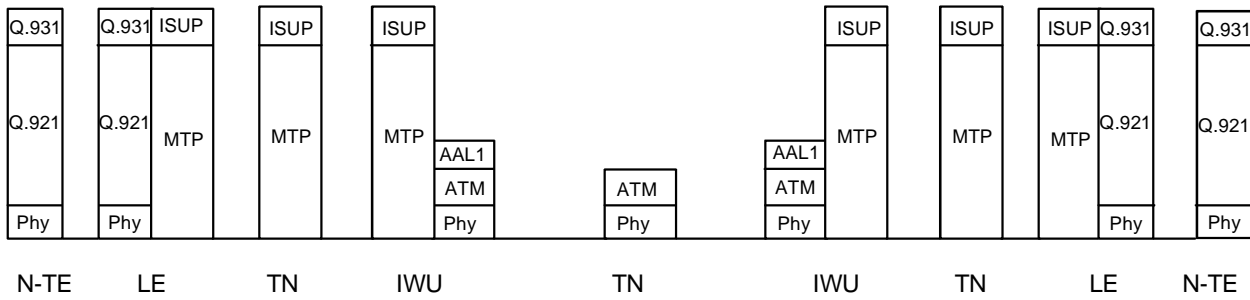 Q.931 Q.931 ISUP ISUP ISUP ISUP ISUP ISUP Q.931 Q.931
Q.921 Q.921 MTP MTP MTP MTP MTP MTP Q.921 Q.921
AAL1 AAL1
ATM ATM ATM
Phy Phy Phy Phy Phy Phy Phy
N-TE LE TN IWU TN IWU TN LE N-TE